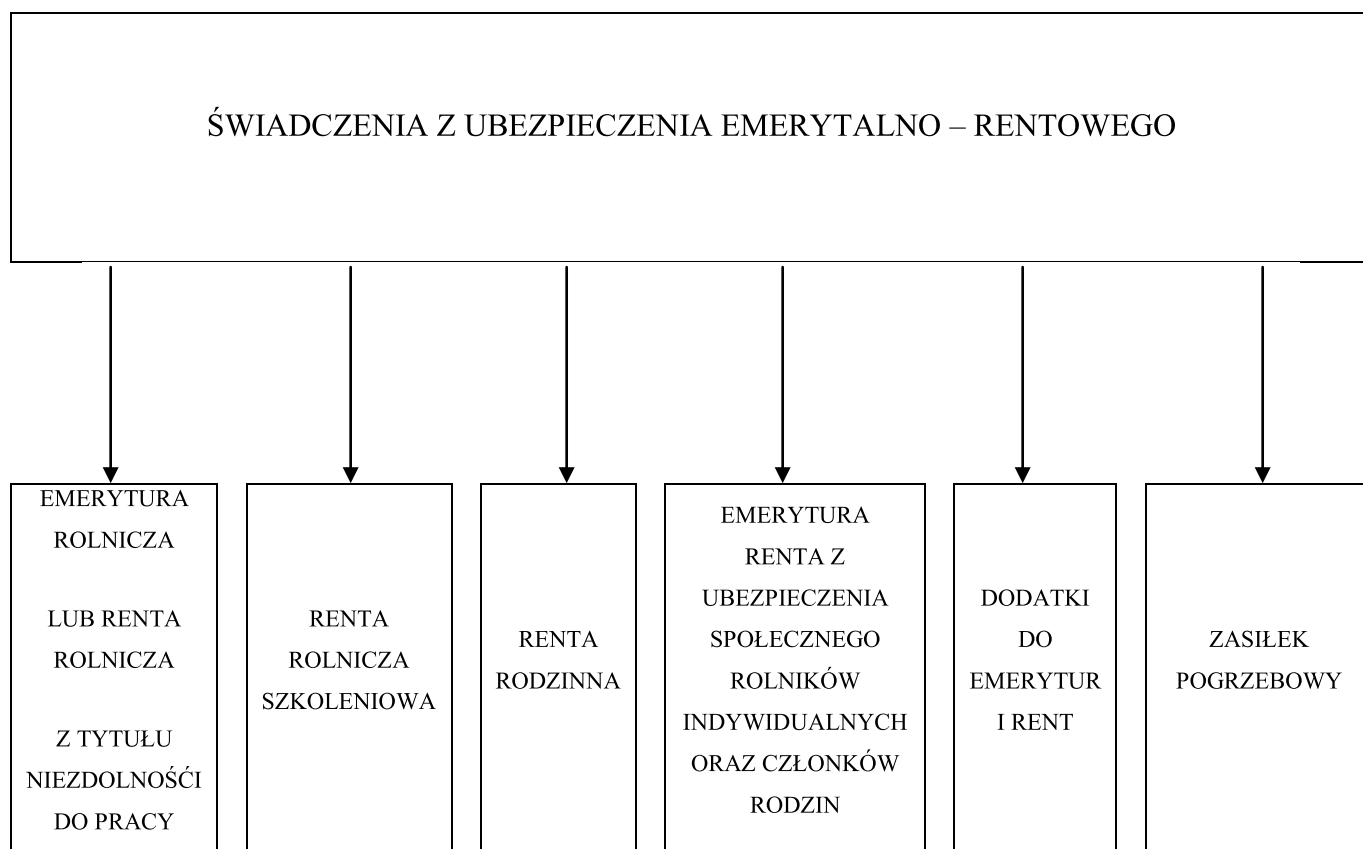 ŚWIADCZENIA Z UBEZPIECZENIA EMERYTALNO – RENTOWEGO
EMERYTURA
ROLNICZA
LUB RENTA
ROLNICZA
Z TYTUŁU
NIEZDOLNOŚĆI
DO PRACY
RENTA
ROLNICZA
SZKOLENIOWA
RENTA
RODZINNA
EMERYTURA
RENTA Z
UBEZPIECZENIA
SPOŁECZNEGO
ROLNIKÓW
INDYWIDUALNYCH
ORAZ CZŁONKÓW
RODZIN
DODATKI
DO
EMERYTUR
I RENT
ZASIŁEK
POGRZEBOWY